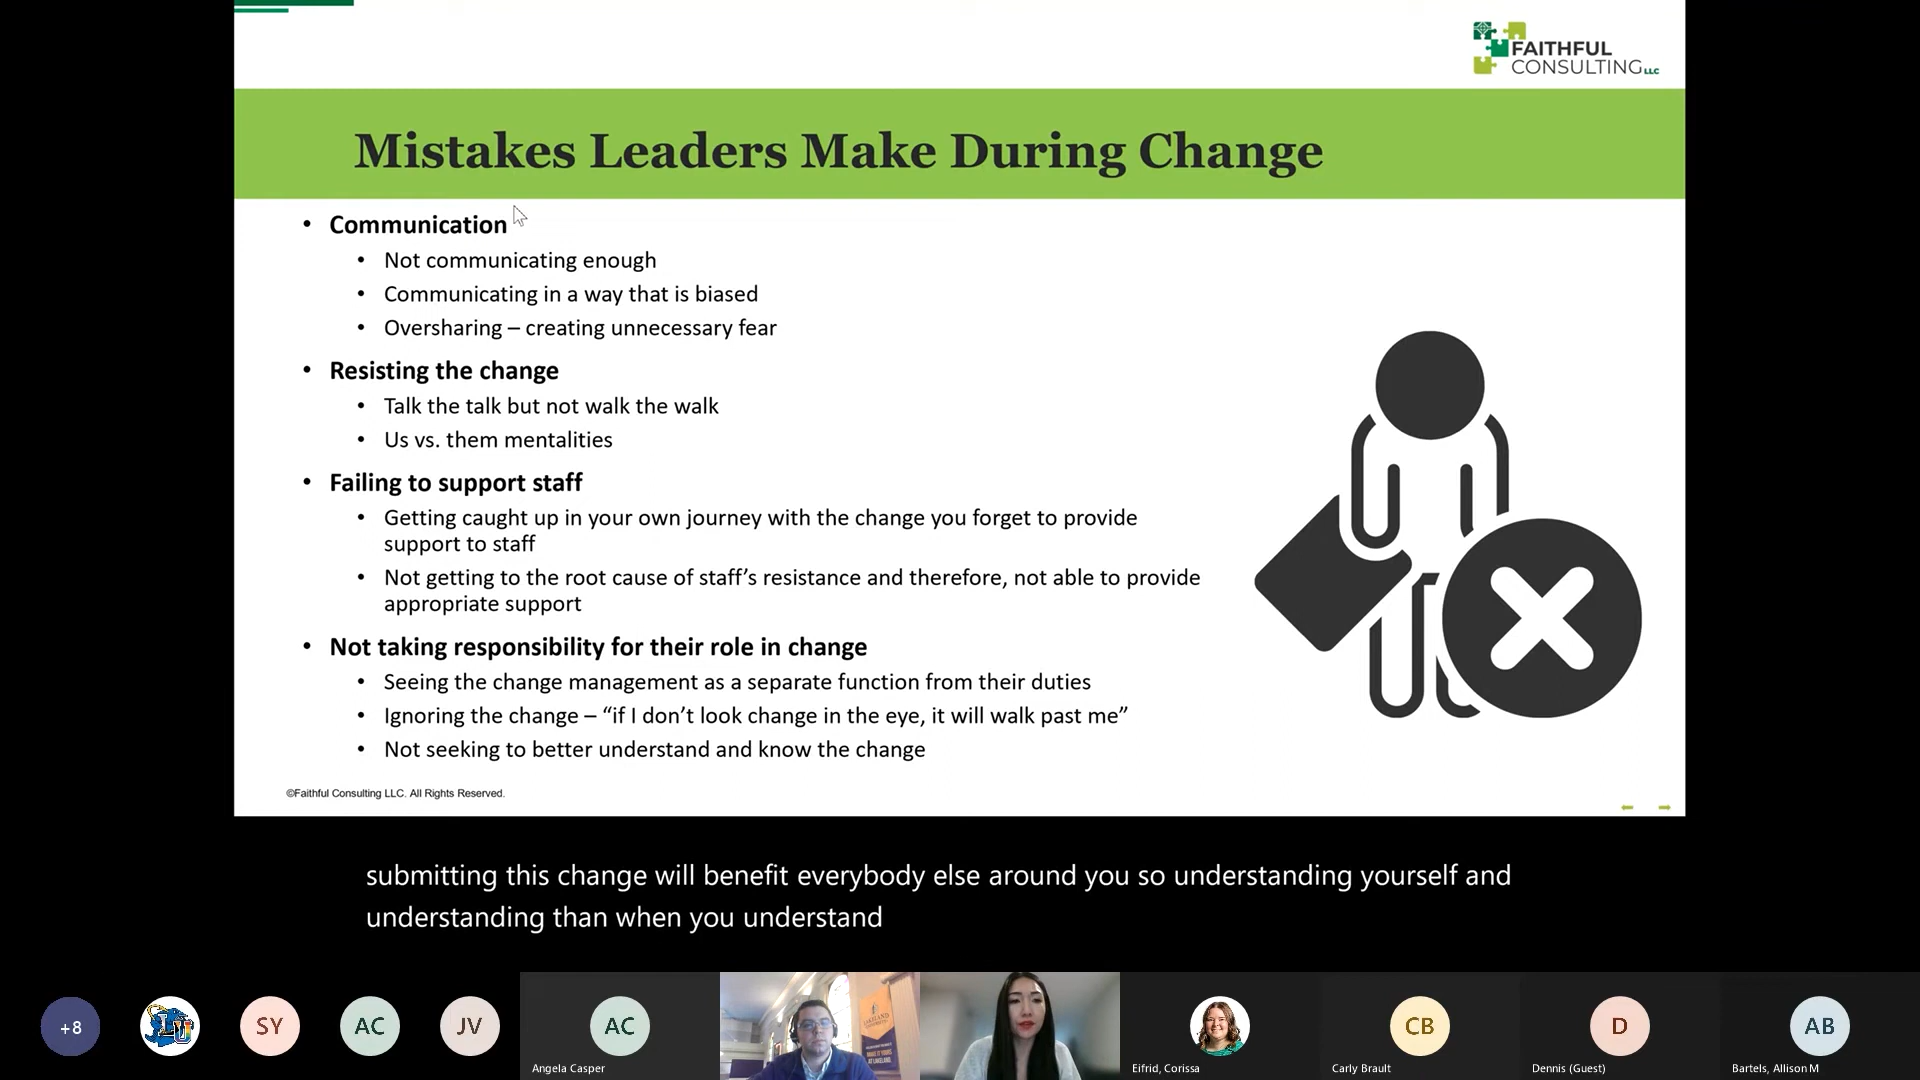 FAITHFUL
CONSULTING LLC
Mistakes Leaders Make During Change
• Communication
• Not communicating enough
• Communicating in a way that is biased
• Oversharing – creating unnecessary fear
• Resisting the change
• Talk the talk but not walk the walk
• Us vs. them mentalities
• Failing to support staff
• Getting caught up in your own journey with the change you forget to provide
support to staff
• Not getting to the root cause of staff’s resistance and therefore, not able to provide
appropriate support
• Not taking responsibility for their role in change
• Seeing the change management as a separate function from their duties
• Ignoring the change – “if I don’t look change in the eye, it will walk past me”
• Not seeking to better understand and know the change
©Faithful Consulting LLC. All Rights Reserved.
submitting this change will benefit everybody else around you so understanding yourself and
understanding than when you understand
+8
LU
SY
AC
JV
AC
CB
D
AB
Angela Casper
Eifrid, Corissa
Carly Brault
Dennis (Guest)
Bartels, Allison M